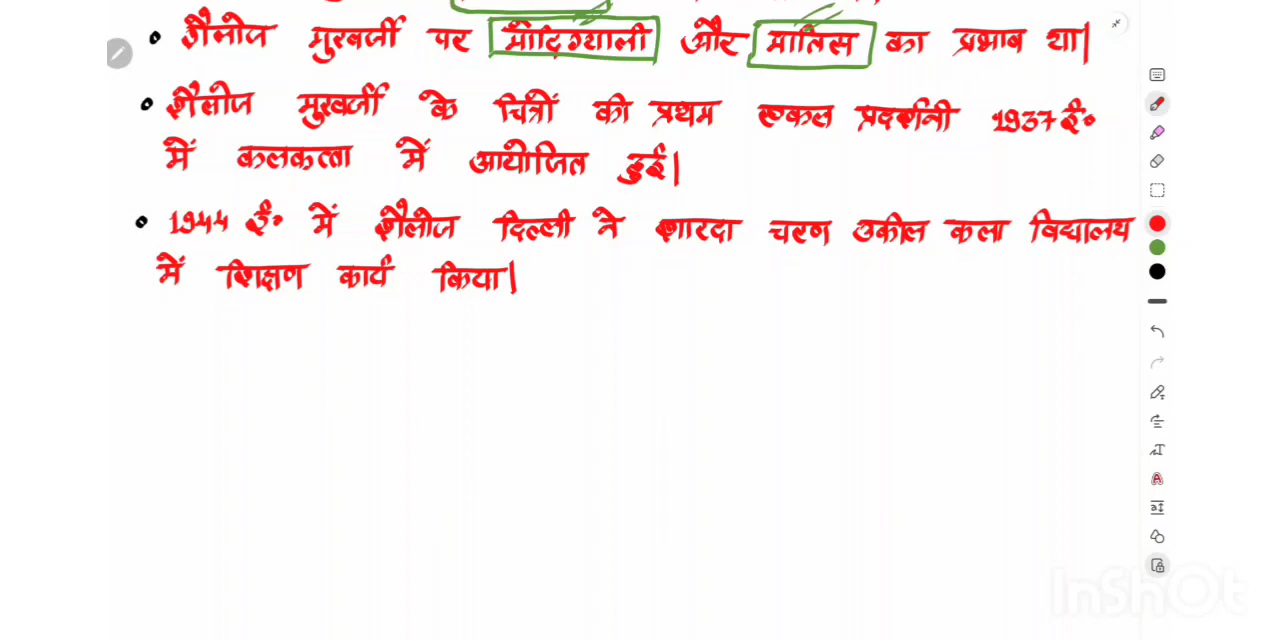 • शैलोज मुखर्जी पर मोदिग्ल्यानी और मातिस का प्रभाव था|
• शैलोज मुखर्जी के चित्रों की प्रथम एकल प्रदर्शनी 1937 ई०
में कलकत्ता में आयोजित हुई|
• 1944 ई० में शैलोज दिल्ली ने शारदा चरण उकील कला विद्यालय
में शिक्षण कार्य किया|
InShOt